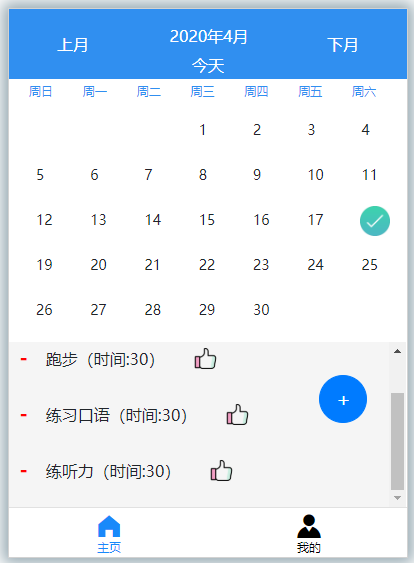 上月 2020年4月 下月
今天
周日 周一 周二 周三 周四 周五 周六
1 2 3 4
5 6 7 8 9 10 11
12 13 14 15 16 17
19 20 21 22 23 24 25
26 27 28 29 30
- 跑步（时间:30）
+
- 练习口语（时间:30）
- 练听力（时间:30）
主页 我的